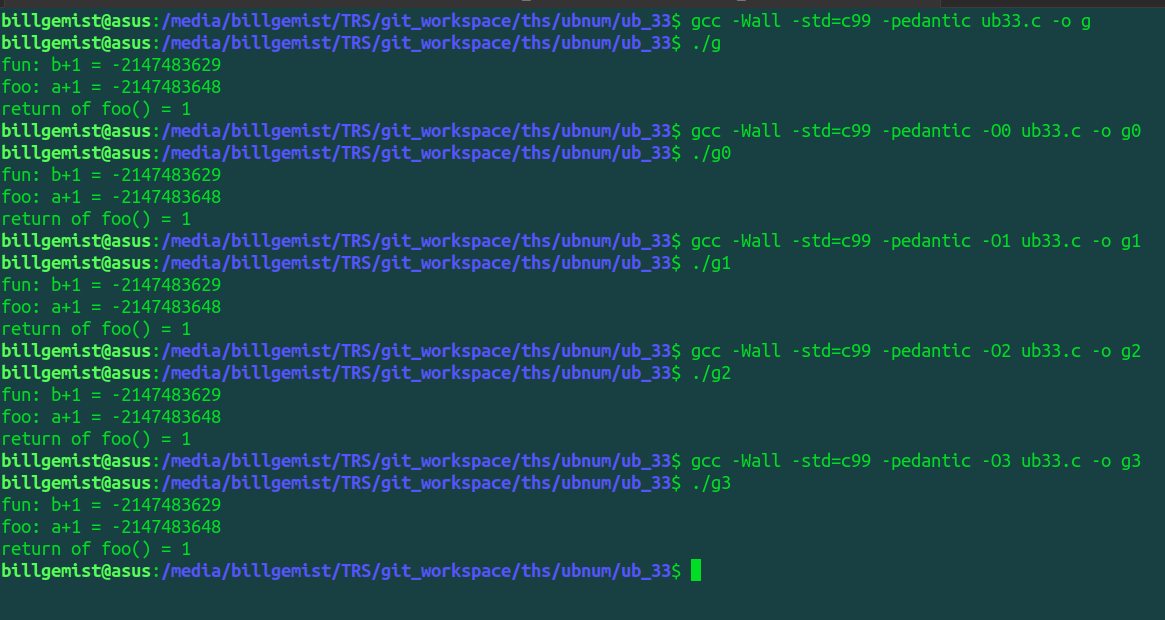 billgemist@asus:/media/billgemist/TRS/git_workspace/ths/ubnum/ub_33$ gcc -Wall -std=c99 -pedantic ub33.c -o g
billgemist@asus:/media/billgemist/TRS/git_workspace/ths/ubnum/ub_33$ ./g
fun: b+1 = -2147483629
foo: a+1 = -2147483648
return of foo() = 1
billgemist@asus:/media/billgemist/TRS/git_workspace/ths/ubnum/ub_33$ gcc -Wall -std=c99 -pedantic -O0 ub33.c -o g0
billgemist@asus:/media/billgemist/TRS/git_workspace/ths/ubnum/ub_33$ ./g0
fun: b+1 = -2147483629
foo: a+1 = -2147483648
return of foo() = 1
billgemist@asus:/media/billgemist/TRS/git_workspace/ths/ubnum/ub_33$ gcc -Wall -std=c99 -pedantic -O1 ub33.c -o g1
billgemist@asus:/media/billgemist/TRS/git_workspace/ths/ubnum/ub_33$ ./g1
fun: b+1 = -2147483629
foo: a+1 = -2147483648
return of foo() = 1
billgemist@asus:/media/billgemist/TRS/git_workspace/ths/ubnum/ub_33$ gcc -Wall -std=c99 -pedantic -O2 ub33.c -o g2
billgemist@asus:/media/billgemist/TRS/git_workspace/ths/ubnum/ub_33$ ./g2
fun: b+1 = -2147483629
foo: a+1 = -2147483648
return of foo() = 1
billgemist@asus:/media/billgemist/TRS/git_workspace/ths/ubnum/ub_33$ gcc -Wall -std=c99 -pedantic -O3 ub33.c -o g3
billgemist@asus:/media/billgemist/TRS/git_workspace/ths/ubnum/ub_33$ ./g3
fun: b+1 = -2147483629
foo: a+1 = -2147483648
return of foo() = 1
billgemist@asus:/media/billgemist/TRS/git_workspace/ths/ubnum/ub_33$